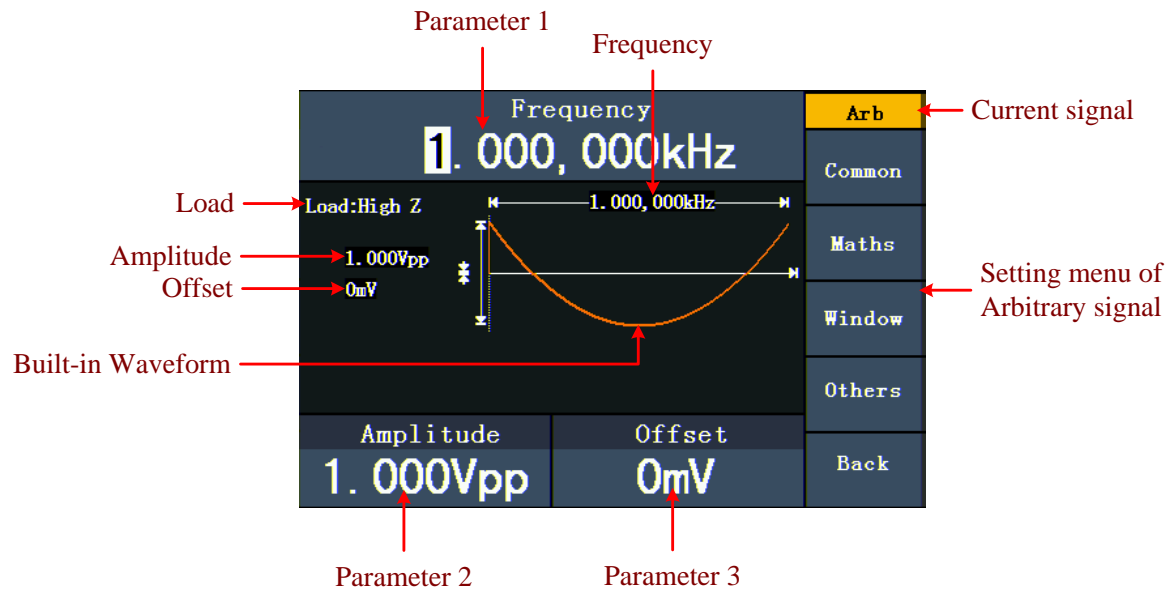 Parameter 1
Frequency
Frequency
Arb
Current signal
1.000,000kHz
Common
Load
Load:High Z
1.000,000kHz
Maths
Amplitude
1.000Vpp
Offset
0mV
Setting menu of
Arbitrary signal
Window
Built-in Waveform
Others
Amplitude
Offset
Back
1.000Vpp
0mV
Parameter 2
Parameter 3